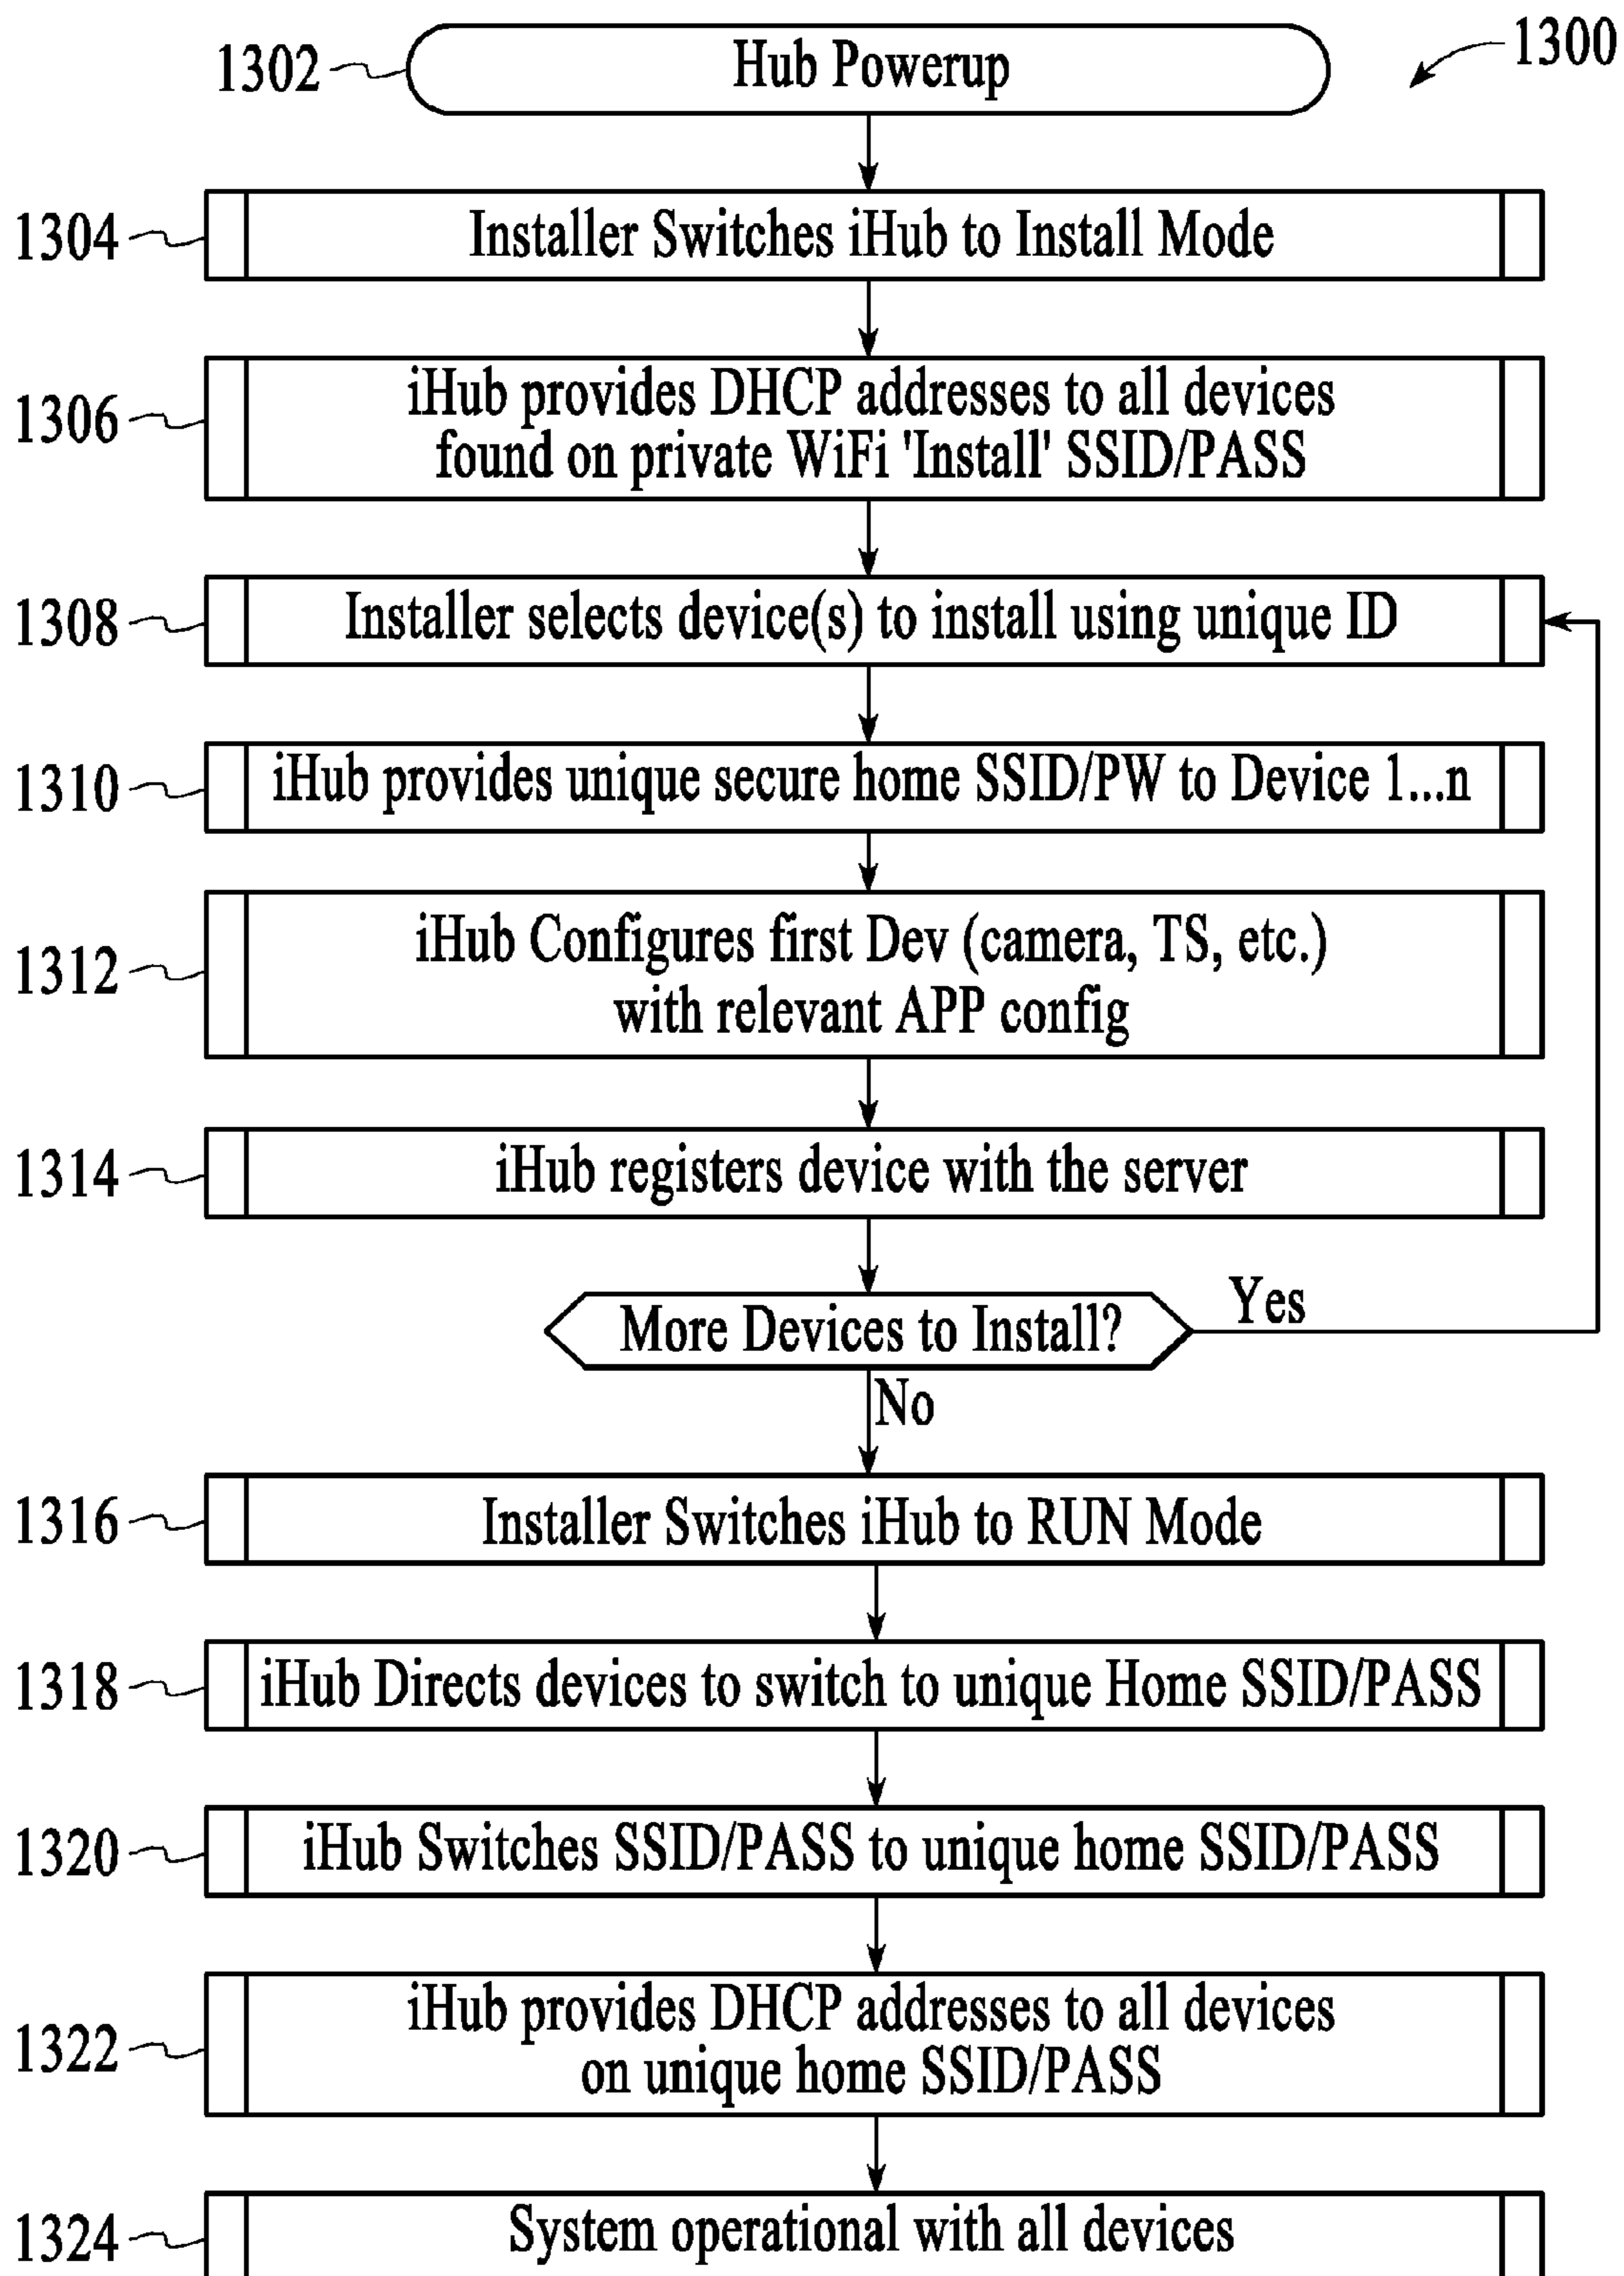 1300
1302 Hub Powerup
1304 Installer Switches iHub to Install Mode
1306 iHub provides DHCP addresses to all devices
found on private WiFi 'Install' SSID/PASS
1308 Installer selects device(s) to install using unique ID
1310 iHub provides unique secure home SSID/PW to Device 1...n
1312 iHub Configures first Dev (camera, TS, etc.)
with relevant APP config
1314 iHub registers device with the server
More Devices to Install? Yes
No
1316 Installer Switches iHub to RUN Mode
1318 iHub Directs devices to switch to unique Home SSID/PASS
1320 iHub Switches SSID/PASS to unique home SSID/PASS
1322 iHub provides DHCP addresses to all devices
on unique home SSID/PASS
1324 System operational with all devices